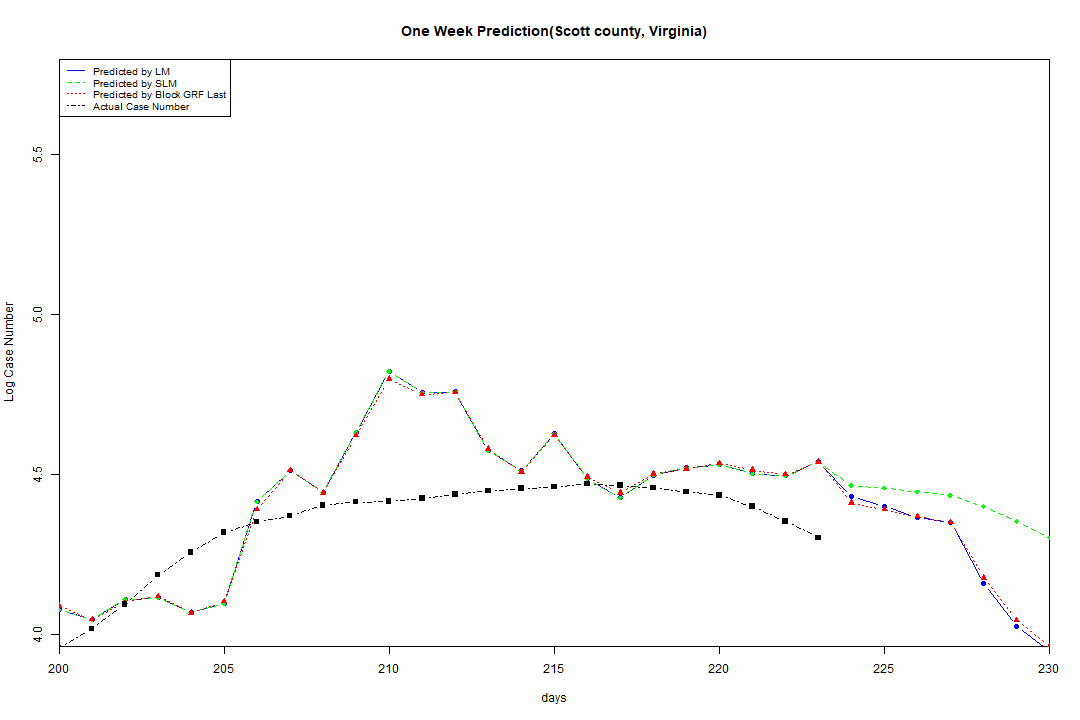 One Week Prediction(Scott county, Virginia)
Predicted by LM
Predicted by SLM
Predicted by Block GRF Last
Actual Case Number
5.5
5.0
4.5
4.0
Log Case Number
200 205 210 215 220 225 230
days